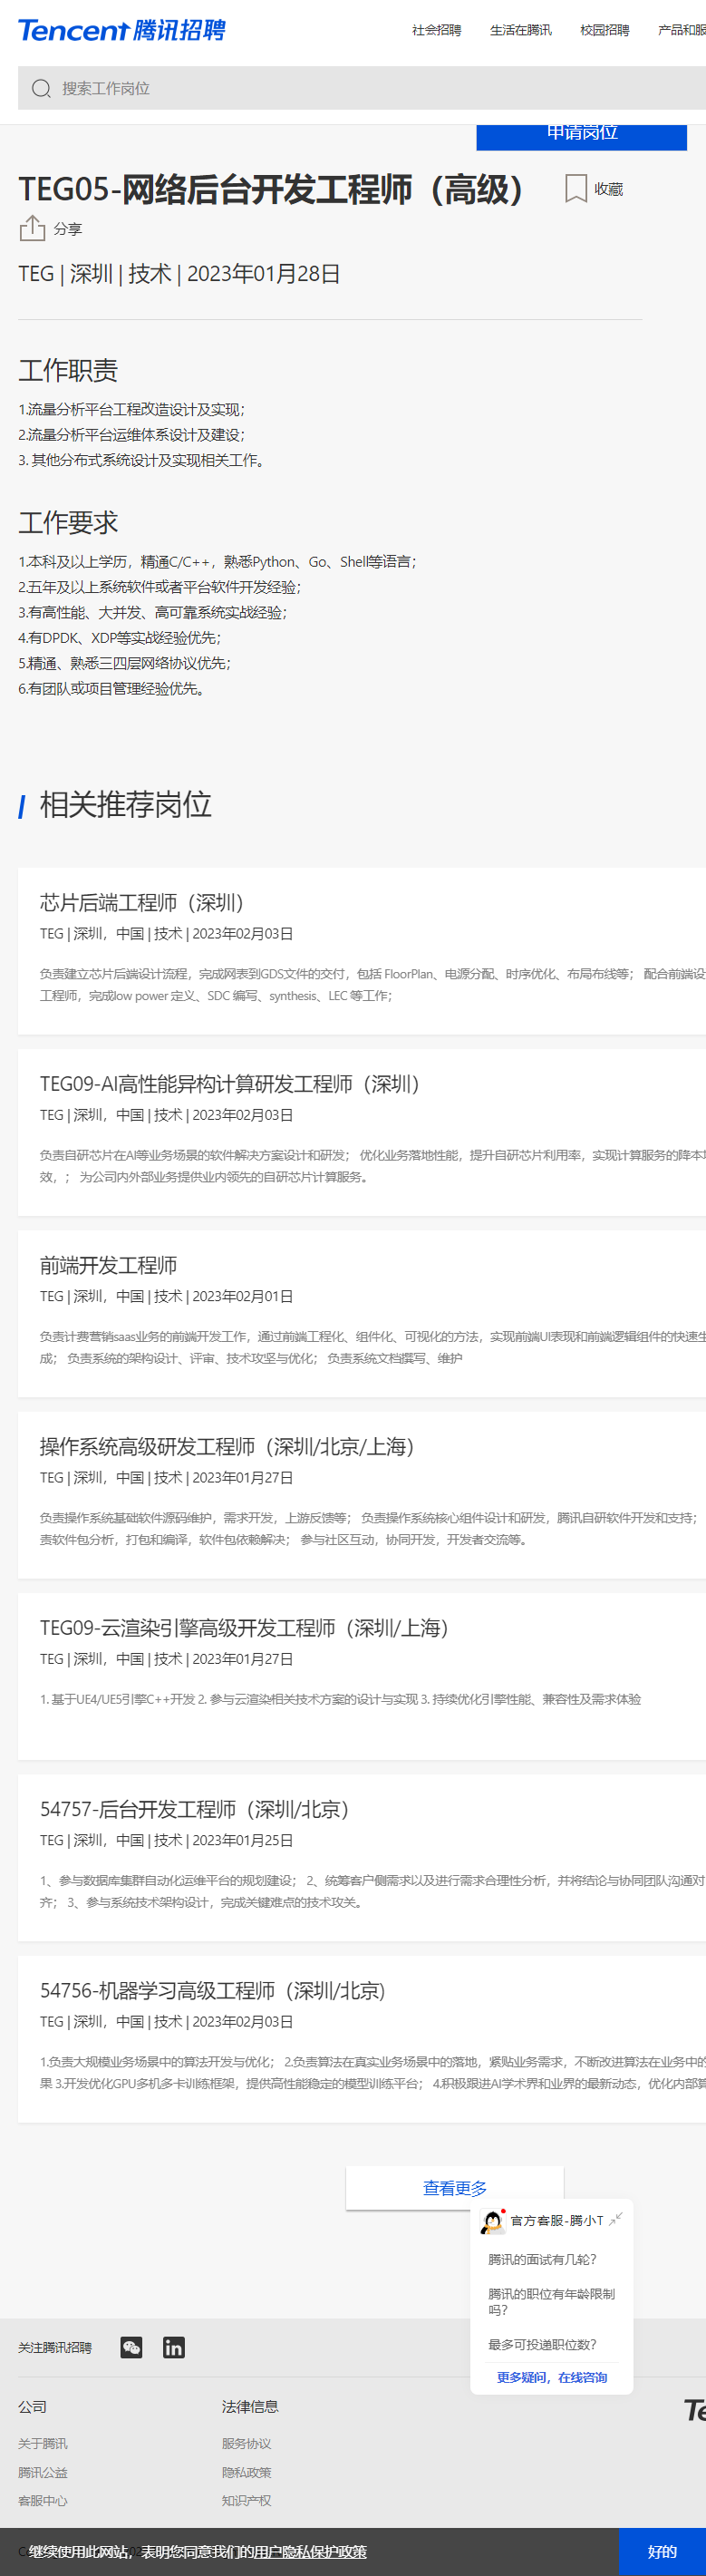 Tencent 腾讯招聘
社会招聘 生活在腾讯 校园招聘 产品和服
搜索工作岗位
申请岗位
TEG05-网络后台开发工程师（高级） 收藏
分享
TEG | 深圳 | 技术 | 2023年01月28日
工作职责
1.流量分析平台工程改造设计及实现；
2.流量分析平台运维体系设计及建设；
3. 其他分布式系统设计及实现相关工作。
工作要求
1.本科及以上学历，精通C/C++，熟悉Python、Go、Shell等语言；
2.五年及以上系统软件或者平台软件开发经验；
3.有高性能、大并发、高可靠系统实战经验；
4.有DPDK、XDP等实战经验优先；
5.精通、熟悉三四层网络协议优先；
6.有团队或项目管理经验优先。
相关推荐岗位
芯片后端工程师（深圳）
TEG | 深圳，中国 | 技术 | 2023年02月03日
负责建立芯片后端设计流程，完成网表到GDS文件的交付，包括 FloorPlan、电源分配、时序优化、布局布线等； 配合前端设
工程师，完成low power 定义、SDC 编写、synthesis、LEC 等工作；
TEG09-AI高性能异构计算研发工程师（深圳）
TEG | 深圳，中国 | 技术 | 2023年02月03日
负责自研芯片在AI等业务场景的软件解决方案设计和研发； 优化业务落地性能，提升自研芯片利用率，实现计算服务的降本增
效，； 为公司内外部业务提供业内领先的自研芯片计算服务。
前端开发工程师
TEG | 深圳，中国 | 技术 | 2023年02月01日
负责计费营销saas业务的前端开发工作，通过前端工程化、组件化、可视化的方法，实现前端UI表现和前端逻辑组件的快速生
成； 负责系统的架构设计、评审、技术攻坚与优化； 负责系统文档撰写、维护
操作系统高级研发工程师（深圳/北京/上海）
TEG | 深圳，中国 | 技术 | 2023年01月27日
负责操作系统基础软件源码维护，需求开发，上游反馈等； 负责操作系统核心组件设计和研发，腾讯自研软件开发和支持；
责软件包分析，打包和编译，软件包依赖解决； 参与社区互动，协同开发，开发者交流等。
TEG09-云渲染引擎高级开发工程师（深圳/上海）
TEG | 深圳，中国 | 技术 | 2023年01月27日
1. 基于UE4/UE5引擎C++开发 2. 参与云渲染相关技术方案的设计与实现 3. 持续优化引擎性能、兼容性及需求体验
54757-后台开发工程师（深圳/北京）
TEG | 深圳，中国 | 技术 | 2023年01月25日
1、参与数据库集群自动化运维平台的规划建设； 2、统筹客户侧需求以及进行需求合理性分析，并将结论与协同团队沟通对
齐； 3、参与系统技术架构设计，完成关键难点的技术攻关。
54756-机器学习高级工程师（深圳/北京)
TEG | 深圳，中国 | 技术 | 2023年02月03日
1.负责大规模业务场景中的算法开发与优化； 2.负责算法在真实业务场景中的落地，紧贴业务需求，不断改进算法在业务中的
果 3.开发优化GPU多机多卡训练框架，提供高性能稳定的模型训练平台； 4.积极跟进AI学术界和业界的最新动态，优化内部算
查看更多
官方客服-腾小T
腾讯的面试有几轮？
腾讯的职位有年龄限制
吗？
最多可投递职位数？
更多疑问，在线咨询
关注腾讯招聘
公司 法律信息
Te
关于腾讯 服务协议
腾讯公益 隐私政策
客服中心 知识产权
继续使用此网站，表明您同意我们的用户隐私保护政策 好的